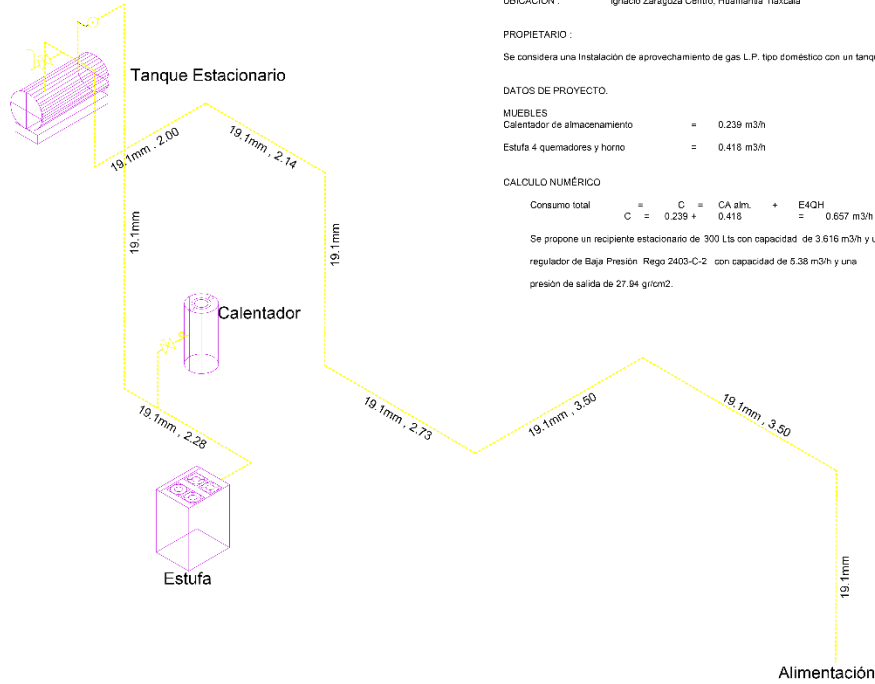 UBICACIÓN : Ignacio Zaragoza Centro, Huamantla Tlaxcala
PROPIETARIO :
Se considera una Instalación de aprovechamiento de gas L.P. tipo doméstico con un
DATOS DE PROYECTO.
MUEBLES
Calentador de almacenamiento = 0.239 m3/h
Estufa 4 quemadores y horno = 0.418 m3/h
CALCULO NUMÉRICO
Consumo total = C = CA alm. + E4QH
C = 0.239 + 0.418 = 0.657 m3/h
Se propone un recipiente estacionario de 300 Lts con capacidad de 3.616 m3/h y
regulador de Baja Presión Rego 2403-C-2 con capacidad de 5.38 m3/h y una
presión de salida de 27.94 gr/cm2.
Tanque Estacionario
19.1mm , 2.00
19.1mm , 2.14
19.1mm
19.1mm
Calentador
19.1mm , 2.28
19.1mm , 2.73
19.1mm , 3.50
19.1mm , 3.50
Estufa
19.1mm
Alimentación